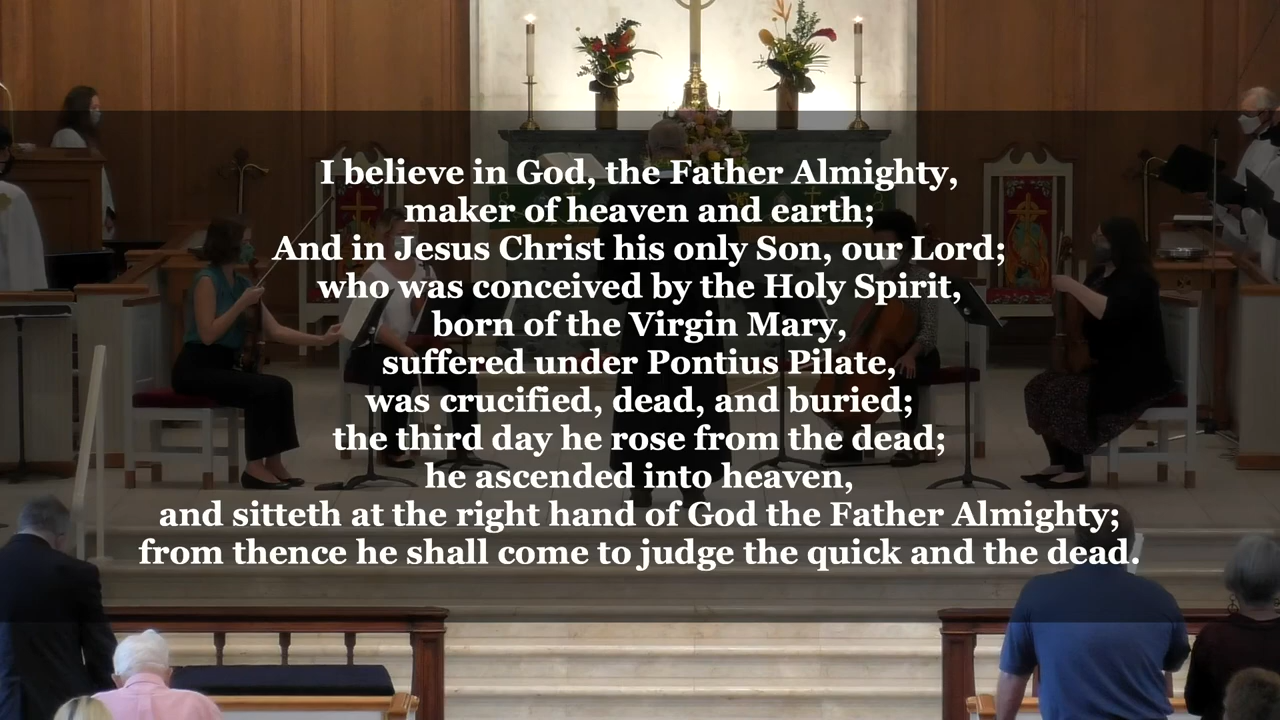 I believe in God, the Father Almighty,
maker of heaven and earth;
And in Jesus Christ his only Son, our Lord;
who was conceived by the Holy Spirit,
born of the Virgin Mary,
suffered under Pontius Pilate,
was crucified, dead, and buried;
the third day he rose from the dead;
he ascended into heaven,
and sitteth at the right hand of God the Father Almighty;
from thence he shall come to judge the quick and the dead.